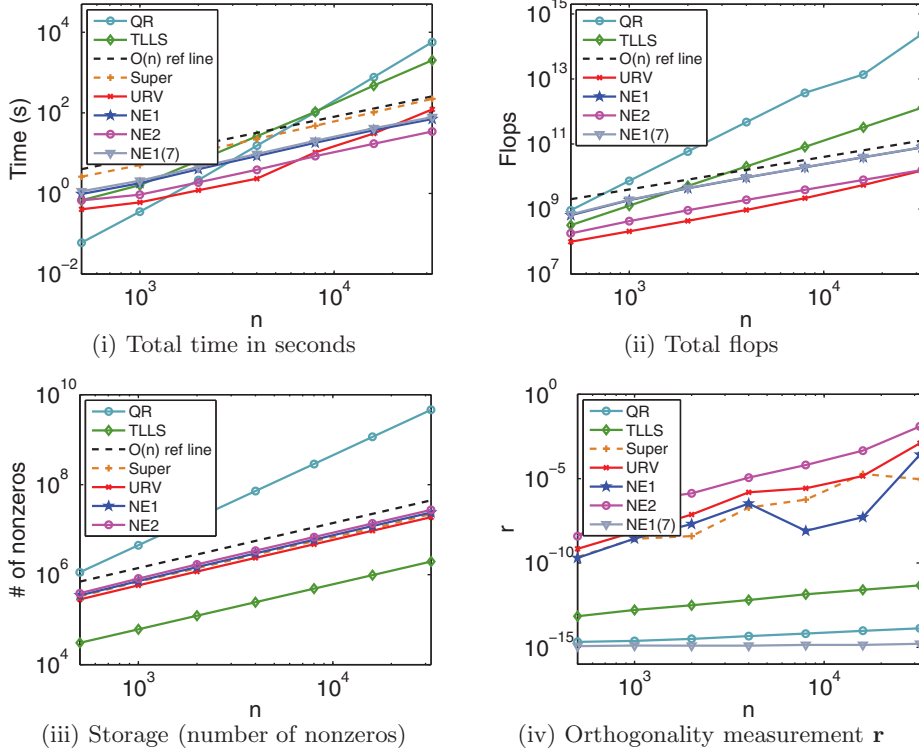 10^4
10^2
10^0
10^-2
Time (s)
QR
TLLS
O(n) ref line
Super
URV
NE1
NE2
NE1(7)
10^3
10^4
n
(i) Total time in seconds
10^15
10^13
10^11
10^9
10^7
Flops
QR
TLLS
O(n) ref line
Super
URV
NE1
NE2
NE1(7)
10^3
10^4
n
(ii) Total flops
10^10
10^8
10^6
10^4
# of nonzeros
QR
TLLS
O(n) ref line
Super
URV
NE1
NE2
10^3
10^4
n
(iii) Storage (number of nonzeros)
10^0
10^-5
10^-10
10^-15
r
QR
TLLS
Super
URV
NE1
NE2
NE1(7)
10^3
10^4
n
(iv) Orthogonality measurement r